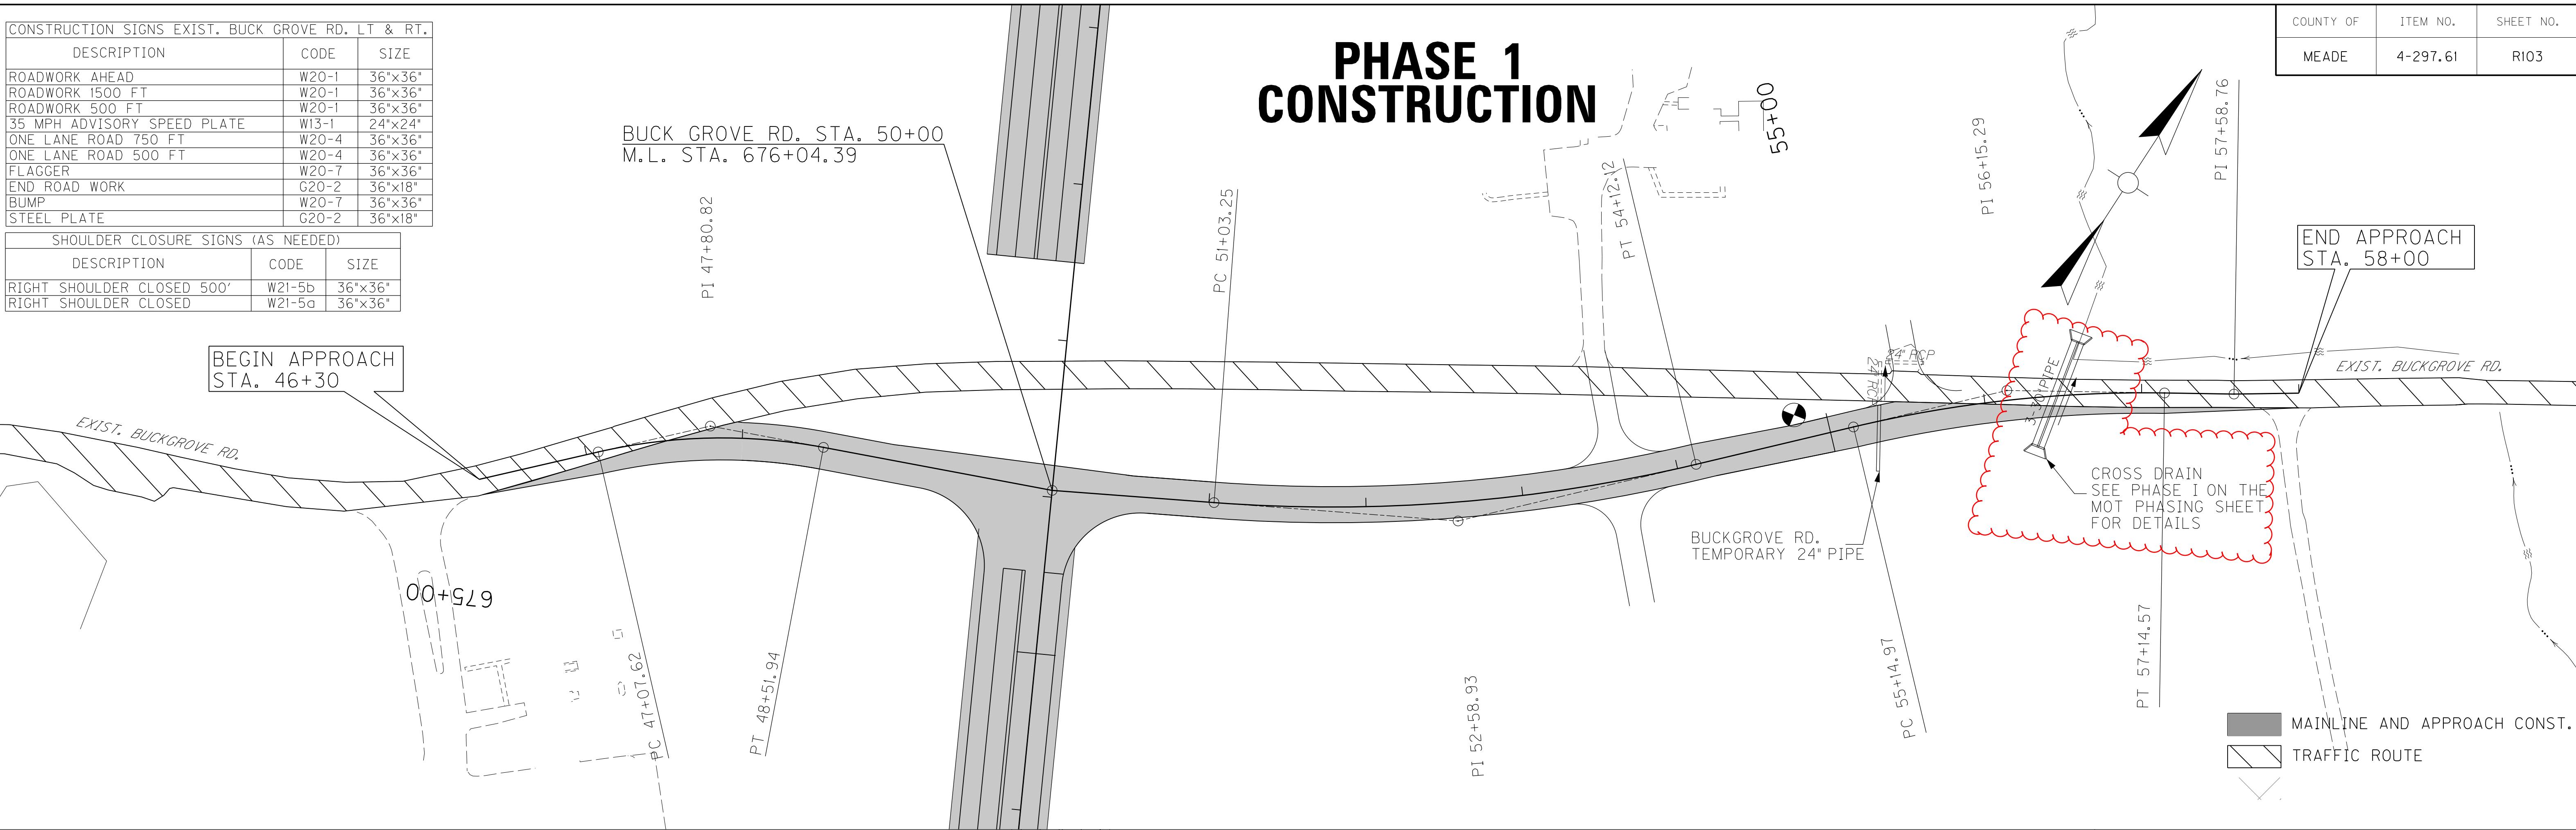 CONSTRUCTION SIGNS EXIST. BUCK GROVE RD. LT & RT.
DESCRIPTION CODE SIZE
ROADWORK AHEAD W20-1 36"x36"
ROADWORK 1500 FT W20-1 36"x36"
ROADWORK 500 FT W20-1 36"x36"
35 MPH ADVISORY SPEED PLATE W13-1 24"x24"
ONE LANE ROAD 750 FT W20-4 36"x36"
ONE LANE ROAD 500 FT W20-4 36"x36"
FLAGGER W20-7 36"x36"
END ROAD WORK G20-2 36"x18"
BUMP W20-7 36"x36"
STEEL PLATE G20-2 36"x18"
SHOULDER CLOSURE SIGNS (AS NEEDED)
DESCRIPTION CODE SIZE
RIGHT SHOULDER CLOSED 500' W21-5b 36"x36"
RIGHT SHOULDER CLOSED W21-5a 36"x36"
PHASE 1
CONSTRUCTION
COUNTY OF ITEM NO. SHEET NO.
MEADE 4-297.61 R103
BUCK GROVE RD. STA. 50+00
M.L. STA. 676+04.39
PI 47+80.82
PC 51+03.25
PT 54+12.12
55+00
PI 56+15.29
PI 57+58.76
END APPROACH
STA. 58+00
BEGIN APPROACH
STA. 46+30
EXIST. BUCKGROVE RD.
EXIST. BUCKGROVE RD.
24" RCP
24" RCP
3-30" PIPE
CROSS DRAIN
SEE PHASE I ON THE
MOT PHASING SHEET
FOR DETAILS
BUCKGROVE RD.
TEMPORARY 24" PIPE
675+00
PC 47+07.62
PT 48+51.94
PI 52+58.93
PC 55+14.97
PT 57+14.57
MAINLINE AND APPROACH CONST.
TRAFFIC ROUTE